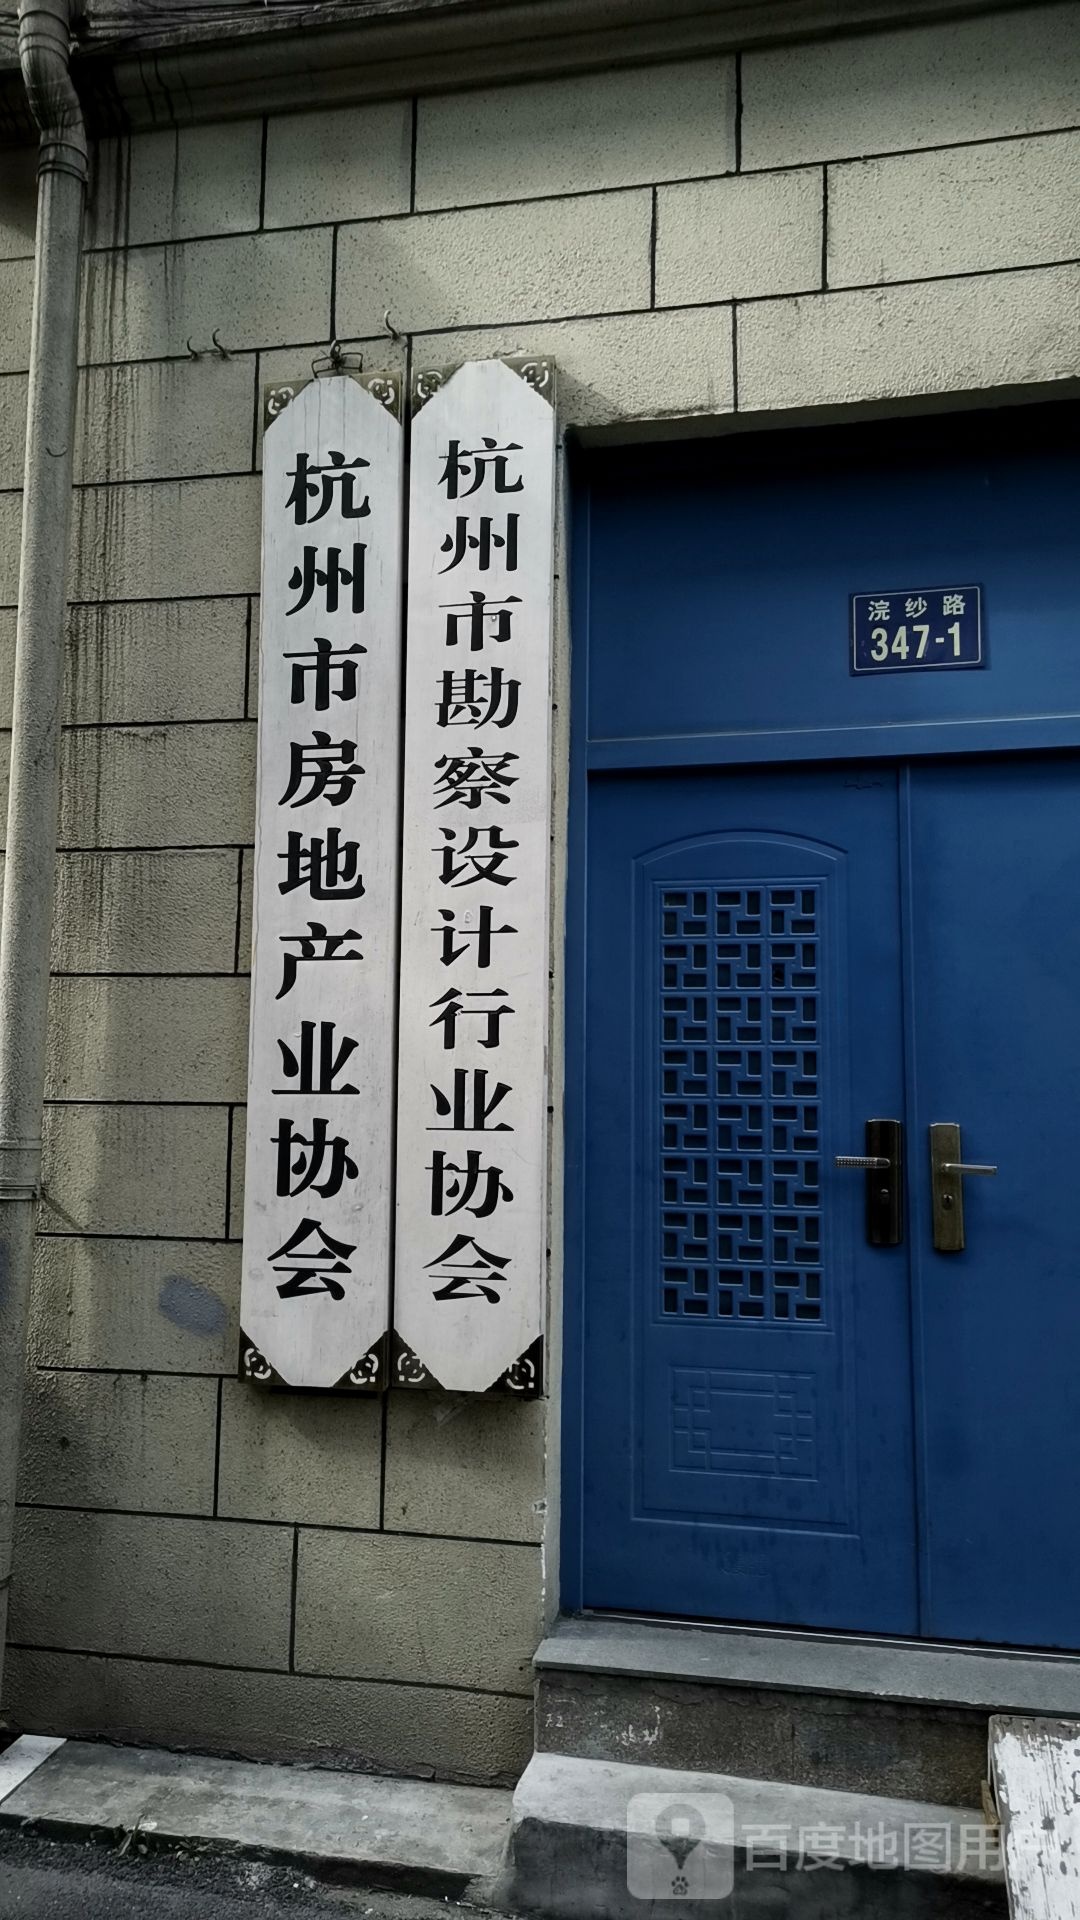 杭州市房地产业协会
杭州市勘察设计行业协会
浣纱路
347-1
百度地图用户